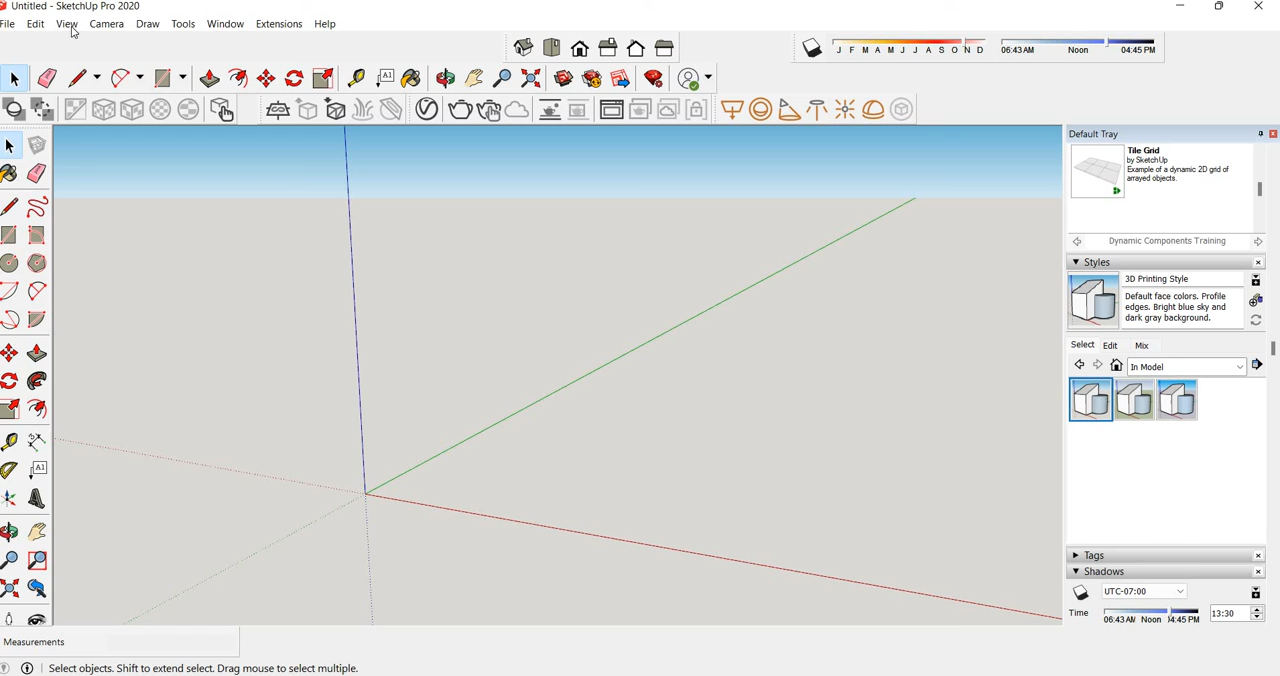 Untitled - SketchUp Pro 2020
File Edit View Camera Draw Tools Window Extensions Help
J F M A M J J A S O N D 06:43 AM Noon 04:45 PM
A1
Default Tray
Tile Grid
by SketchUp
Example of a dynamic 2D grid of
arrayed objects.
Dynamic Components Training
Styles
3D Printing Style
Default face colors. Profile
edges. Bright blue sky and
dark gray background.
Select Edit Mix
In Model
A1
Tags
Shadows
UTC-07:00
Time 06:43 AM Noon 04:45 PM 13:30
Measurements
Select objects. Shift to extend select. Drag mouse to select multiple.